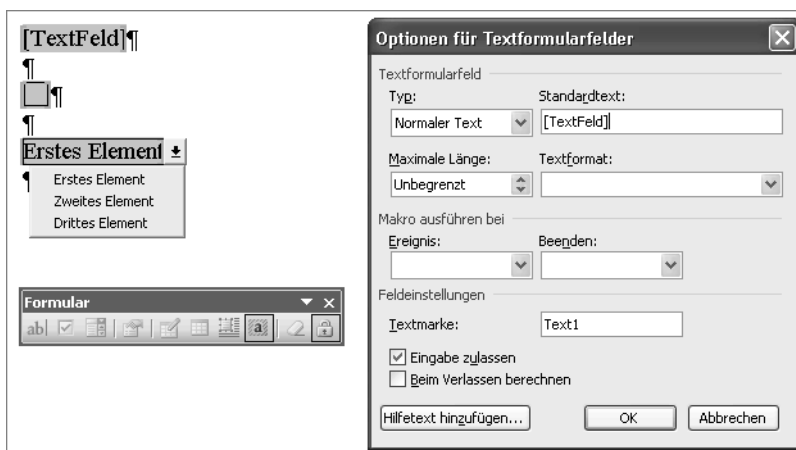 [TextFeld]¶
¶
¶
¶
Erstes Element
¶
Erstes Element
Zweites Element
Drittes Element
Formular
ab|
a
Optionen für Textformularfelder
Textformularfeld
Typ: Standardtext:
Normaler Text [TextFeld]
Maximale Länge: Textformat:
Unbegrenzt
Makro ausführen bei
Ereignis: Beenden:
Feldeinstellungen
Textmarke: Text1
Eingabe zulassen
Beim Verlassen berechnen
Hilfetext hinzufügen... OK Abbrechen